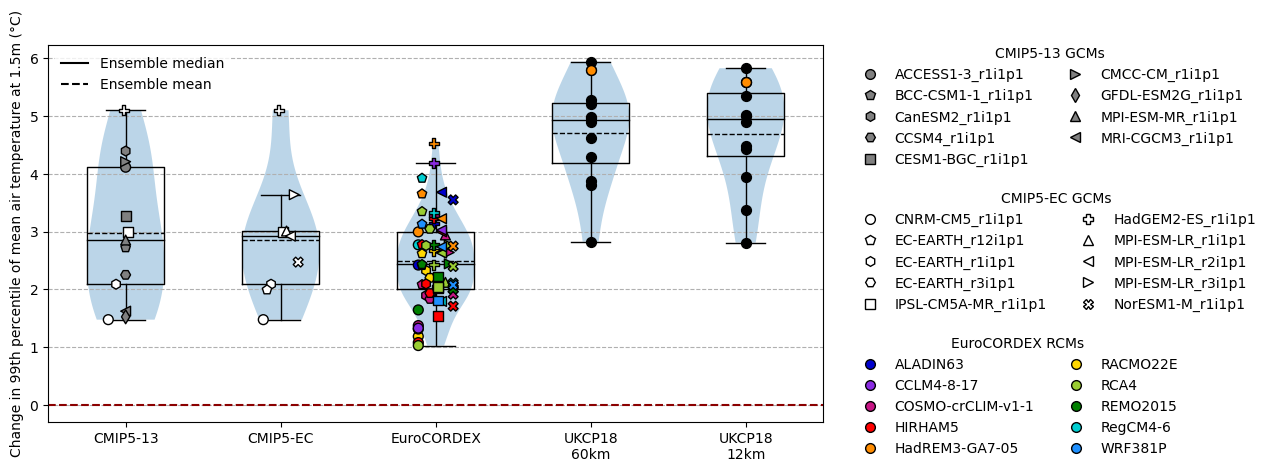 Change in 99th percentile of mean air temperature at 1.5m (°C)
6
5
4
3
2
1
0
Ensemble median
Ensemble mean
CMIP5-13
CMIP5-EC
EuroCORDEX
UKCP18
60km
UKCP18
12km
CMIP5-13 GCMs
ACCESS1-3_r1i1p1
BCC-CSM1-1_r1i1p1
CanESM2_r1i1p1
CCSM4_r1i1p1
CESM1-BGC_r1i1p1
CMCC-CM_r1i1p1
GFDL-ESM2G_r1i1p1
MPI-ESM-MR_r1i1p1
MRI-CGCM3_r1i1p1
CMIP5-EC GCMs
CNRM-CM5_r1i1p1
EC-EARTH_r12i1p1
EC-EARTH_r1i1p1
EC-EARTH_r3i1p1
IPSL-CM5A-MR_r1i1p1
HadGEM2-ES_r1i1p1
MPI-ESM-LR_r1i1p1
MPI-ESM-LR_r2i1p1
MPI-ESM-LR_r3i1p1
NorESM1-M_r1i1p1
EuroCORDEX RCMs
ALADIN63
CCLM4-8-17
COSMO-crCLIM-v1-1
HIRHAM5
HadREM3-GA7-05
RACMO22E
RCA4
REMO2015
RegCM4-6
WRF381P